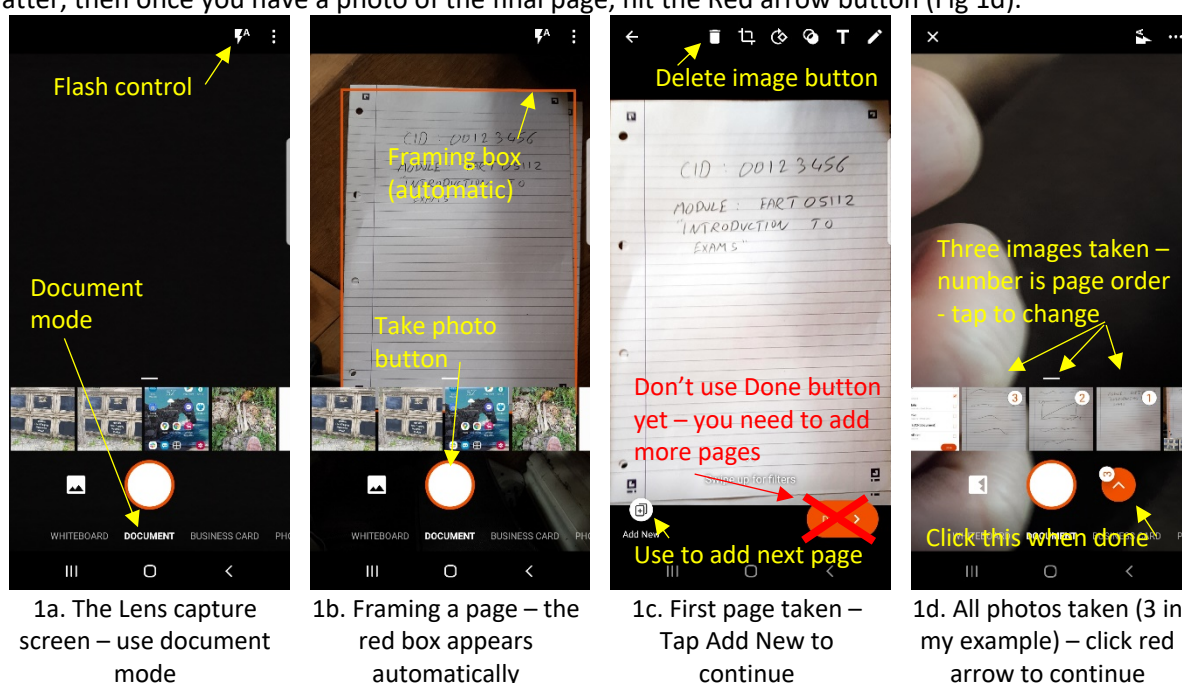 atter, then once you have a photo of the final page, hit the Red arrow button (Fig 1d).
Flash control
Document
mode
WHITEBOARD DOCUMENT BUSINESS CARD
1a. The Lens capture
screen – use document
mode
CID : 00123456
MODULE
"INTRODUCTION TO
EXAMS"
Framing box
(automatic)
Take photo
button
WHITEBOARD DOCUMENT BUSINESS CARD
1b. Framing a page – the
red box appears
automatically
T
Delete image button
CID : 00123456
MODULE : EART 05112
"INTRODUCTION TO
EXAMS"
Don't use Done button
yet – you need to add
more pages
Swipe up for filters
Add New
Use to add next page
1c. First page taken –
Tap Add New to
continue
Three images taken –
number is page order
- tap to change
3
2
1
3
Click this when done
1d. All photos taken (3 in
my example) – click red
arrow to continue